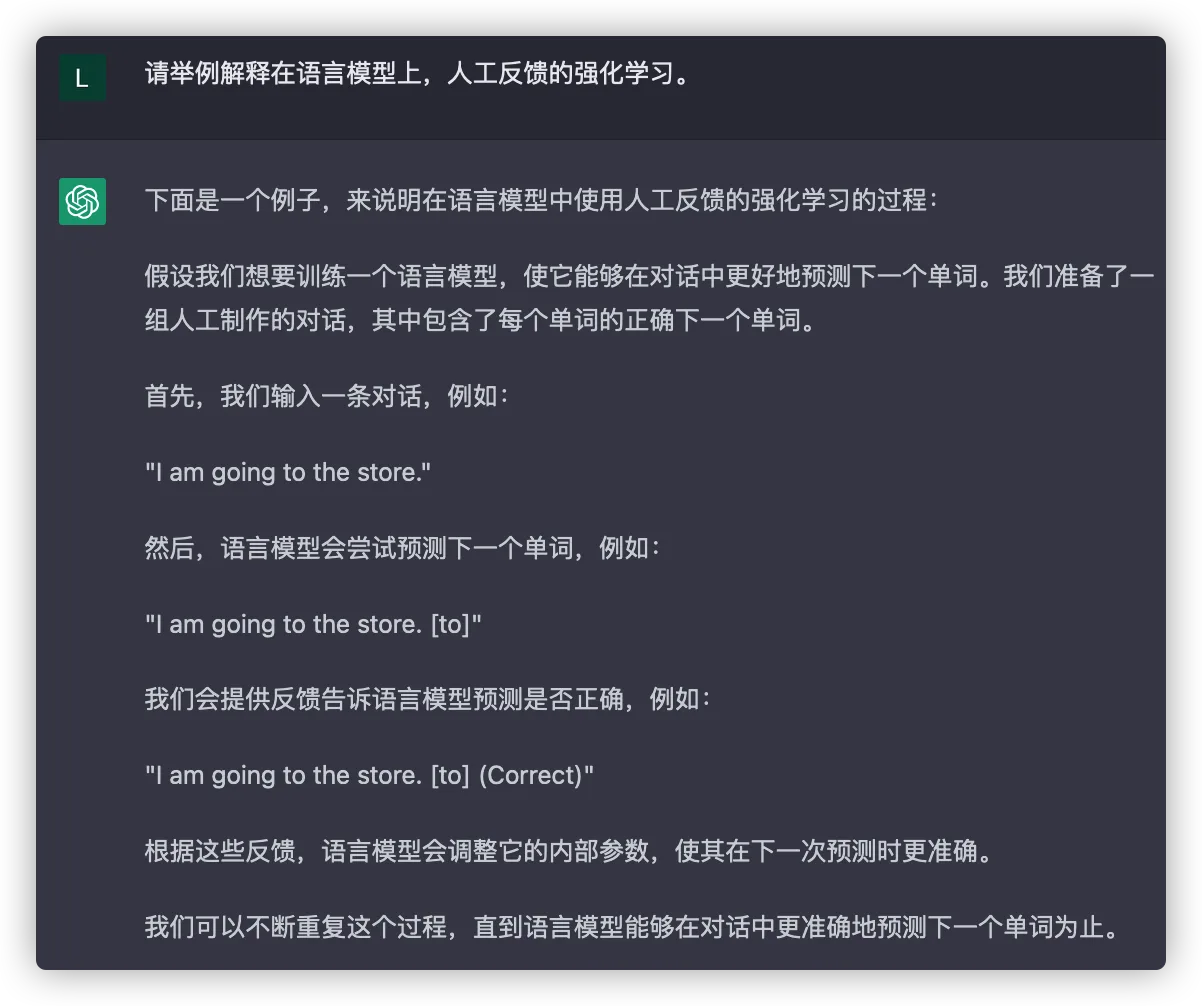 L
请举例解释在语言模型上，人工反馈的强化学习。
下面是一个例子，来说明在语言模型中使用人工反馈的强化学习的过程：
假设我们想要训练一个语言模型，使它能够在对话中更好地预测下一个单词。我们准备了一
组人工制作的对话，其中包含了每个单词的正确下一个单词。
首先，我们输入一条对话，例如：
"I am going to the store."
然后，语言模型会尝试预测下一个单词，例如：
"I am going to the store. [to]"
我们会提供反馈告诉语言模型预测是否正确，例如：
"I am going to the store. [to] (Correct)"
根据这些反馈，语言模型会调整它的内部参数，使其在下一次预测时更准确。
我们可以不断重复这个过程，直到语言模型能够在对话中更准确地预测下一个单词为止。